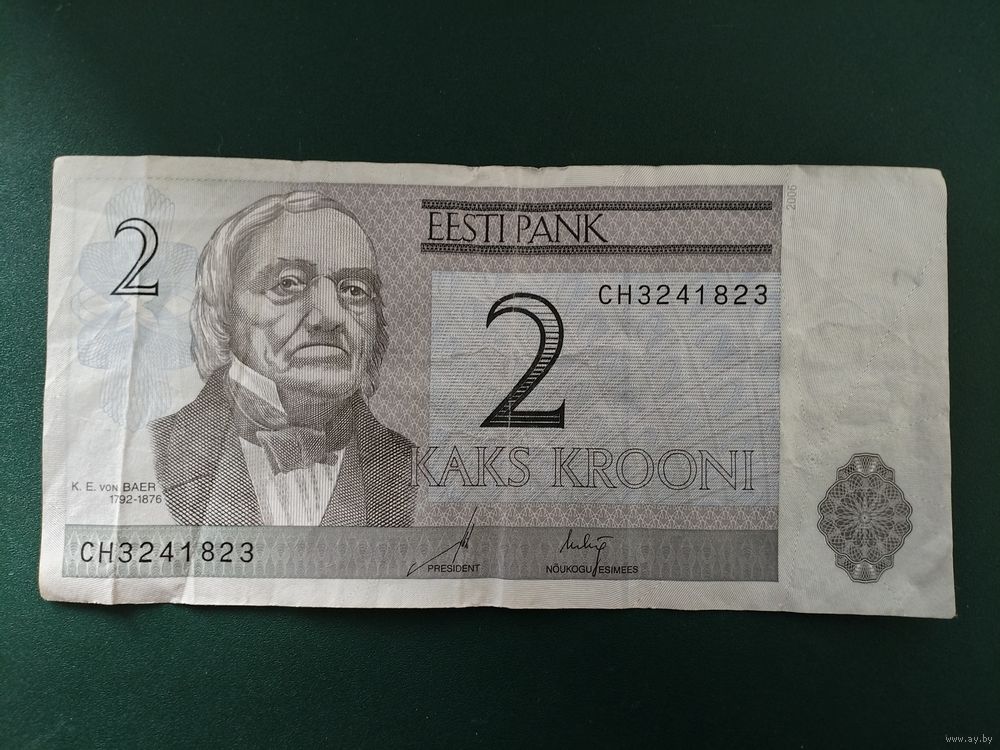 2006
2
EESTI PANK
CH3241823
2
KAKS KROONI
K. E. VON BAER
1792-1876
CH3241823
PRESIDENT
NÕUKOGU ESIMEES
www.ay.by